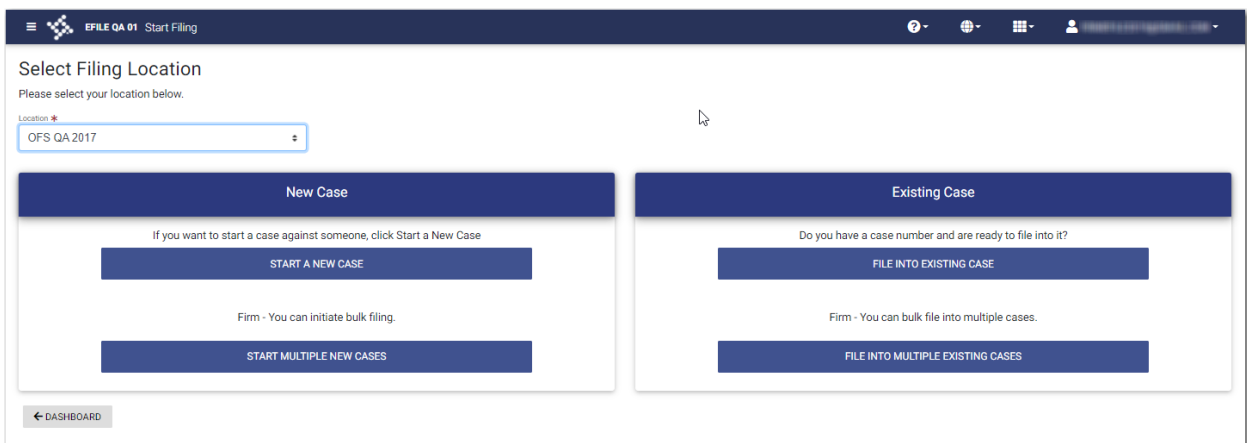 EFILE QA 01 Start Filing
Select Filing Location
Please select your location below.
Location *
OFS QA 2017
New Case
If you want to start a case against someone, click Start a New Case
START A NEW CASE
Firm - You can initiate bulk filing.
START MULTIPLE NEW CASES
Existing Case
Do you have a case number and are ready to file into it?
FILE INTO EXISTING CASE
Firm - You can bulk file into multiple cases.
FILE INTO MULTIPLE EXISTING CASES
DASHBOARD